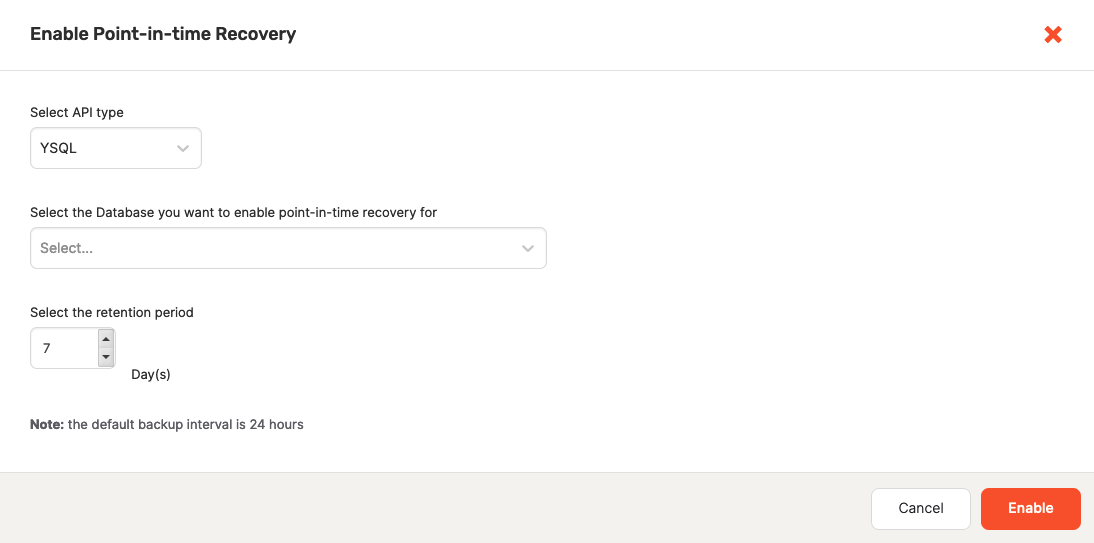 Enable Point-in-time Recovery
Select API type
YSQL
Select the Database you want to enable point-in-time recovery for
Select...
Select the retention period
7
Day(s)
Note: the default backup interval is 24 hours
Cancel
Enable